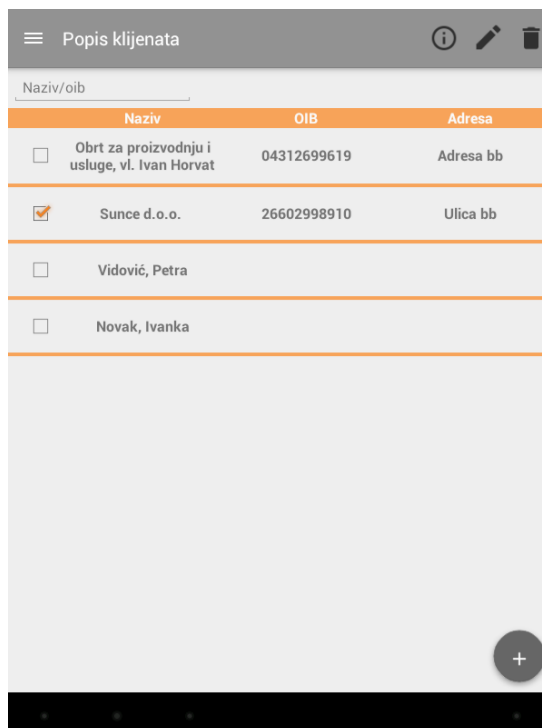 Popis klijenata
Naziv/oib
Naziv OIB Adresa
Obrt za proizvodnju i
usluge, vl. Ivan Horvat 04312699619 Adresa bb
Sunce d.o.o. 26602998910 Ulica bb
Vidović, Petra
Novak, Ivanka
+